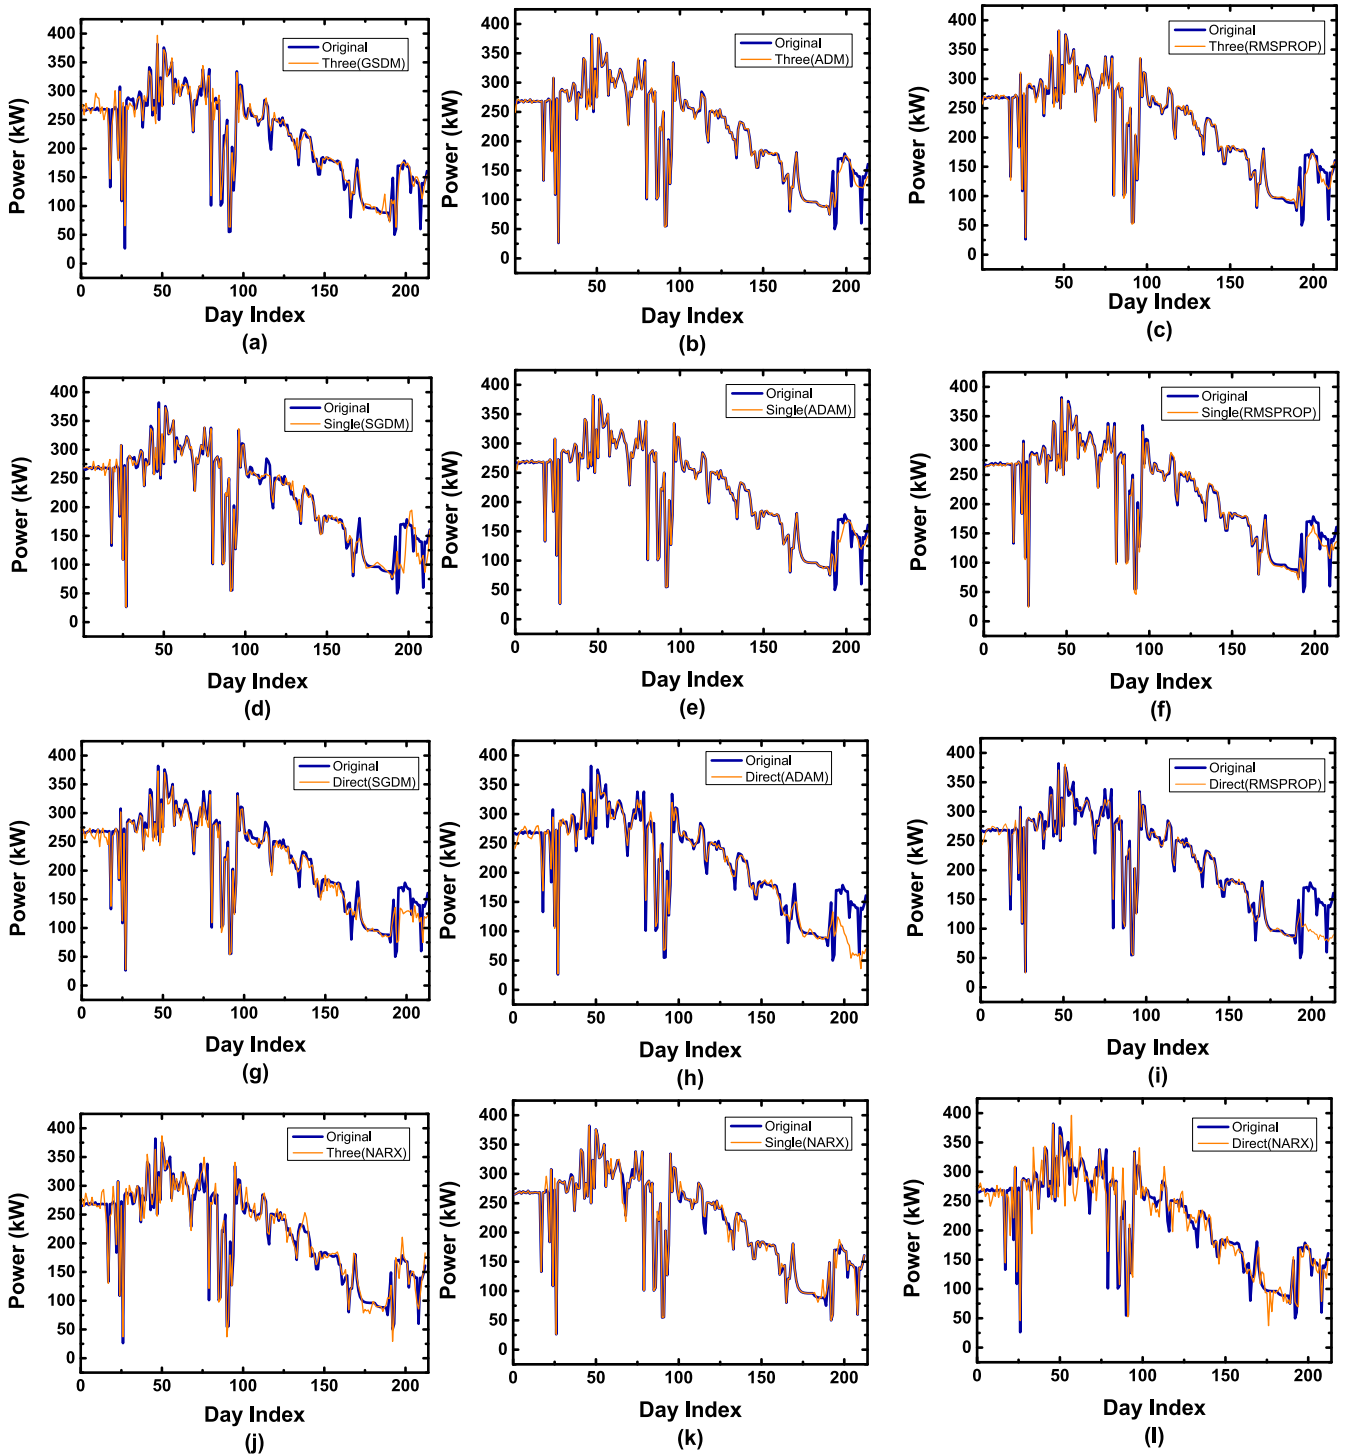 400
350
300
250
200
150
100
50
0
Power (kW)
Original
Three(GSDM)
0 50 100 150 200
Day Index
(a)
400
350
300
250
200
150
100
50
0
Power (kW)
Original
Three(ADM)
0 50 100 150 200
Day Index
(b)
400
350
300
250
200
150
100
50
0
Power (kW)
Original
Three(RMSPROP)
0 50 100 150 200
Day Index
(c)
400
350
300
250
200
150
100
50
0
Power (kW)
Original
Single(SGDM)
50 100 150 200
Day Index
(d)
400
350
300
250
200
150
100
50
0
Power (kW)
Original
Single(ADAM)
0 50 100 150 200
Day Index
(e)
400
350
300
250
200
150
100
50
0
Power (kW)
Original
Single(RMSPROP)
0 50 100 150 200
Day Index
(f)
400
350
300
250
200
150
100
50
0
Power (kW)
Original
Direct(SGDM)
0 50 100 150 200
Day Index
(g)
400
350
300
250
200
150
100
50
0
Power (kW)
Original
Direct(ADAM)
0 50 100 150 200
Day Index
(h)
400
350
300
250
200
150
100
50
0
Power (kW)
Original
Direct(RMSPROP)
0 50 100 150 200
Day Index
(i)
400
350
300
250
200
150
100
50
0
Power (kW)
Original
Three(NARX)
0 50 100 150 200
Day Index
(j)
400
350
300
250
200
150
100
50
0
Power (kW)
Original
Single(NARX)
0 50 100 150 200
Day Index
(k)
400
350
300
250
200
150
100
50
0
Power (kW)
Original
Direct(NARX)
0 50 100 150 200
Day Index
(l)